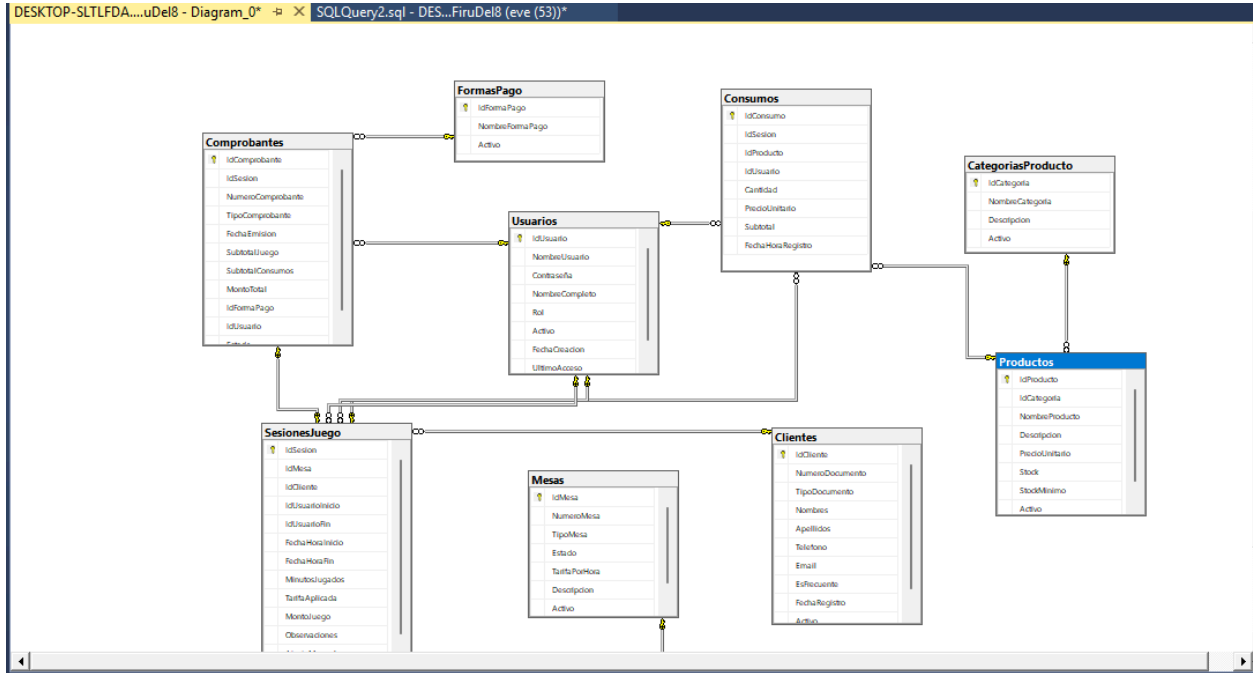 DESKTOP-SLTLFDA....uDel8 - Diagram_0*
SQLQuery2.sql - DES...FiruDel8 (eve (53))*
FormasPago
IdFormaPago
NombreFormaPago
Activo
Consumos
IdConsumo
IdSesion
IdProducto
IdUsuario
Cantidad
PrecioUnitario
Subtotal
FechaHoraRegistro
Comprobantes
IdComprobante
IdSesion
NumeroComprobante
TipoComprobante
FechaEmision
SubtotalJuego
SubtotalConsumos
MontoTotal
IdFormaPago
IdUsuario
Estado
CategoriasProducto
IdCategoria
NombreCategoria
Descripcion
Activo
Usuarios
IdUsuario
NombreUsuario
Contraseña
NombreCompleto
Rol
Activo
FechaCreacion
UltimoAcceso
Productos
IdProducto
IdCategoria
NombreProducto
Descripcion
PrecioUnitario
Stock
StockMinimo
Activo
SesionesJuego
IdSesion
IdMesa
IdCliente
IdUsuarioInicio
IdUsuarioFin
FechaHoraInicio
FechaHoraFin
MinutosJugados
TarifaAplicada
MontoJuego
Observaciones
Clientes
IdCliente
NumeroDocumento
TipoDocumento
Nombres
Apellidos
Telefono
Email
EsFrecuente
FechaRegistro
Activo
Mesas
IdMesa
NumeroMesa
TipoMesa
Estado
TarifaPorHora
Descripcion
Activo